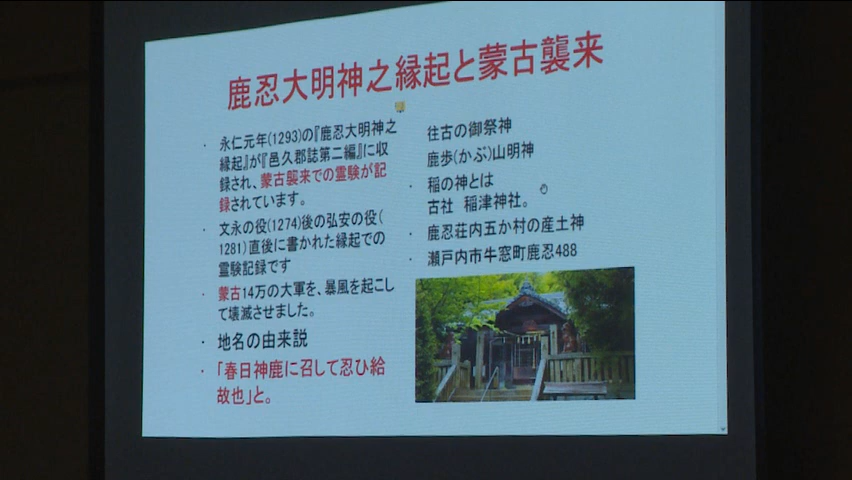 鹿忍大明神之縁起と蒙古襲来
・ 永仁元年(1293)の『鹿忍大明神之
縁起』が『邑久郡誌第二編』に収
録され、蒙古襲来での霊験が記
録されています。
・ 文永の役(1274)後の弘安の役(
1281)直後に書かれた縁起での
霊験記録です
・ 蒙古14万の大軍を、暴風を起こし
て壊滅させました。
・ 地名の由来説
・ 「春日神鹿に召して忍ひ給
故也」と。
往古の御祭神
鹿歩(かぶ)山明神
・ 稲の神とは
古社 稲津神社。
・ 鹿忍荘内五か村の産土神
・ 瀬戸内市牛窓町鹿忍488